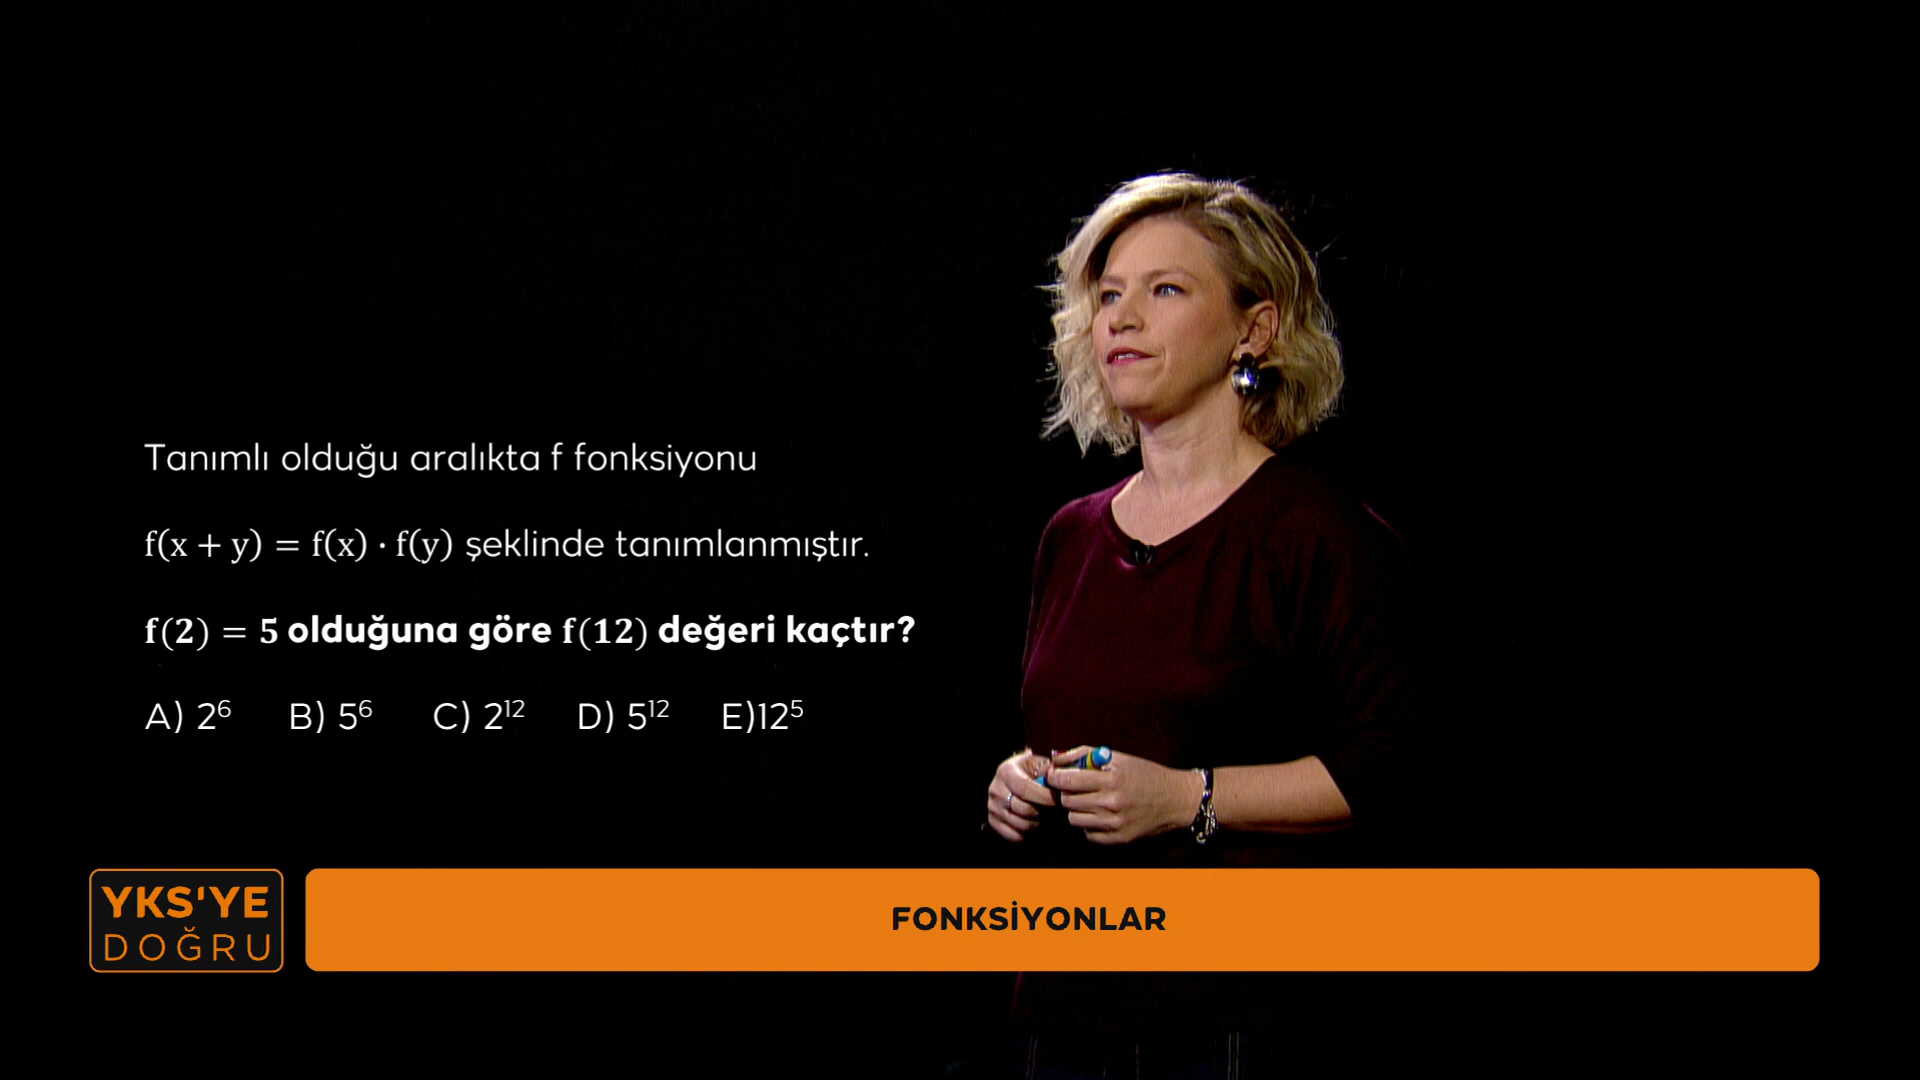 Tanımlı olduğu aralıkta f fonksiyonu
f(x + y) = f(x) · f(y) şeklinde tanımlanmıştır.
f(2) = 5 olduğuna göre f(12) değeri kaçtır?
A) 2⁶ B) 5⁶ C) 2¹² D) 5¹² E)12⁵
YKS'YE
DOĞRU
FONKSİYONLAR